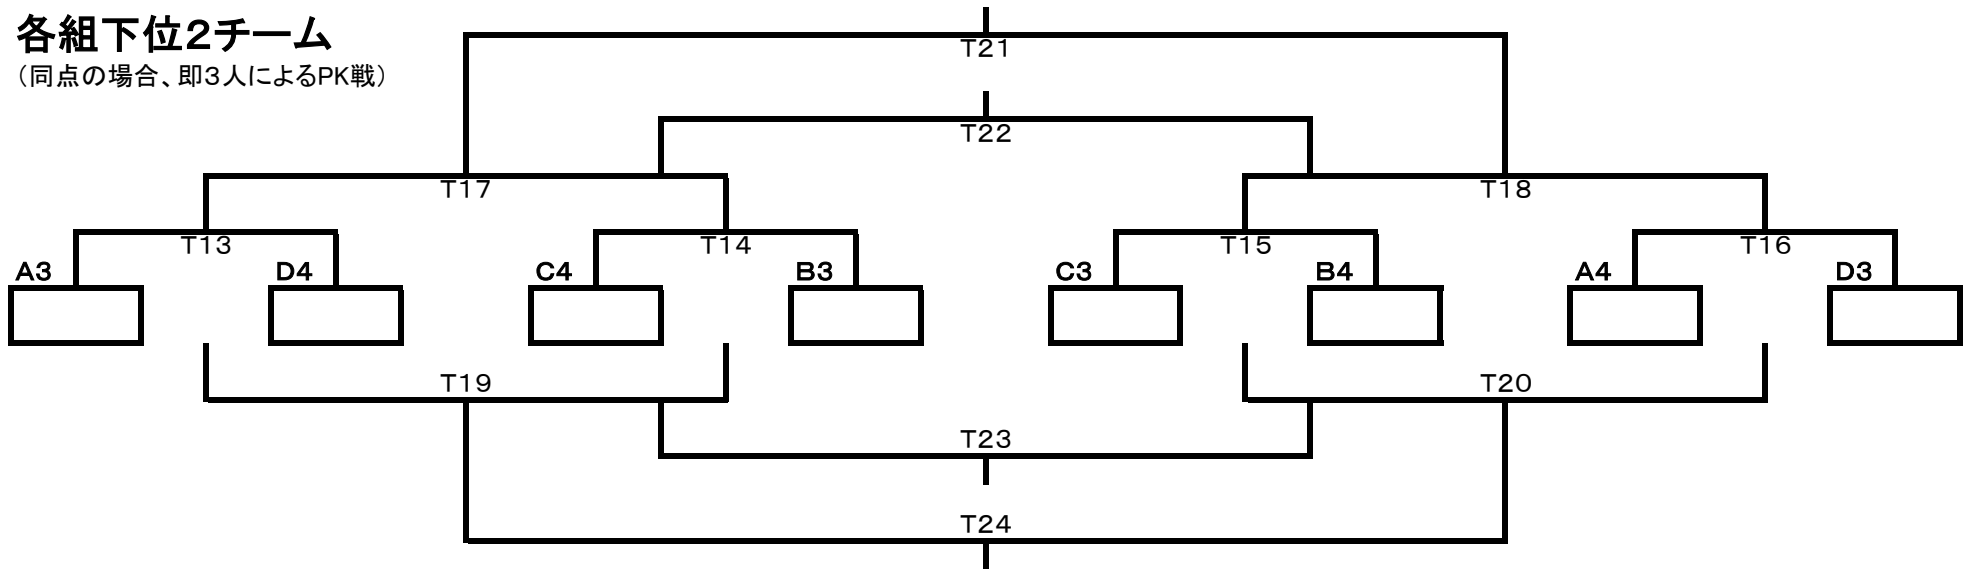 各組下位２チーム
（同点の場合、即３人によるPK戦）
T21
T22
T17
T18
T13
T14
T15
T16
A3
D4
C4
B3
C3
B4
A4
D3
T19
T20
T23
T24